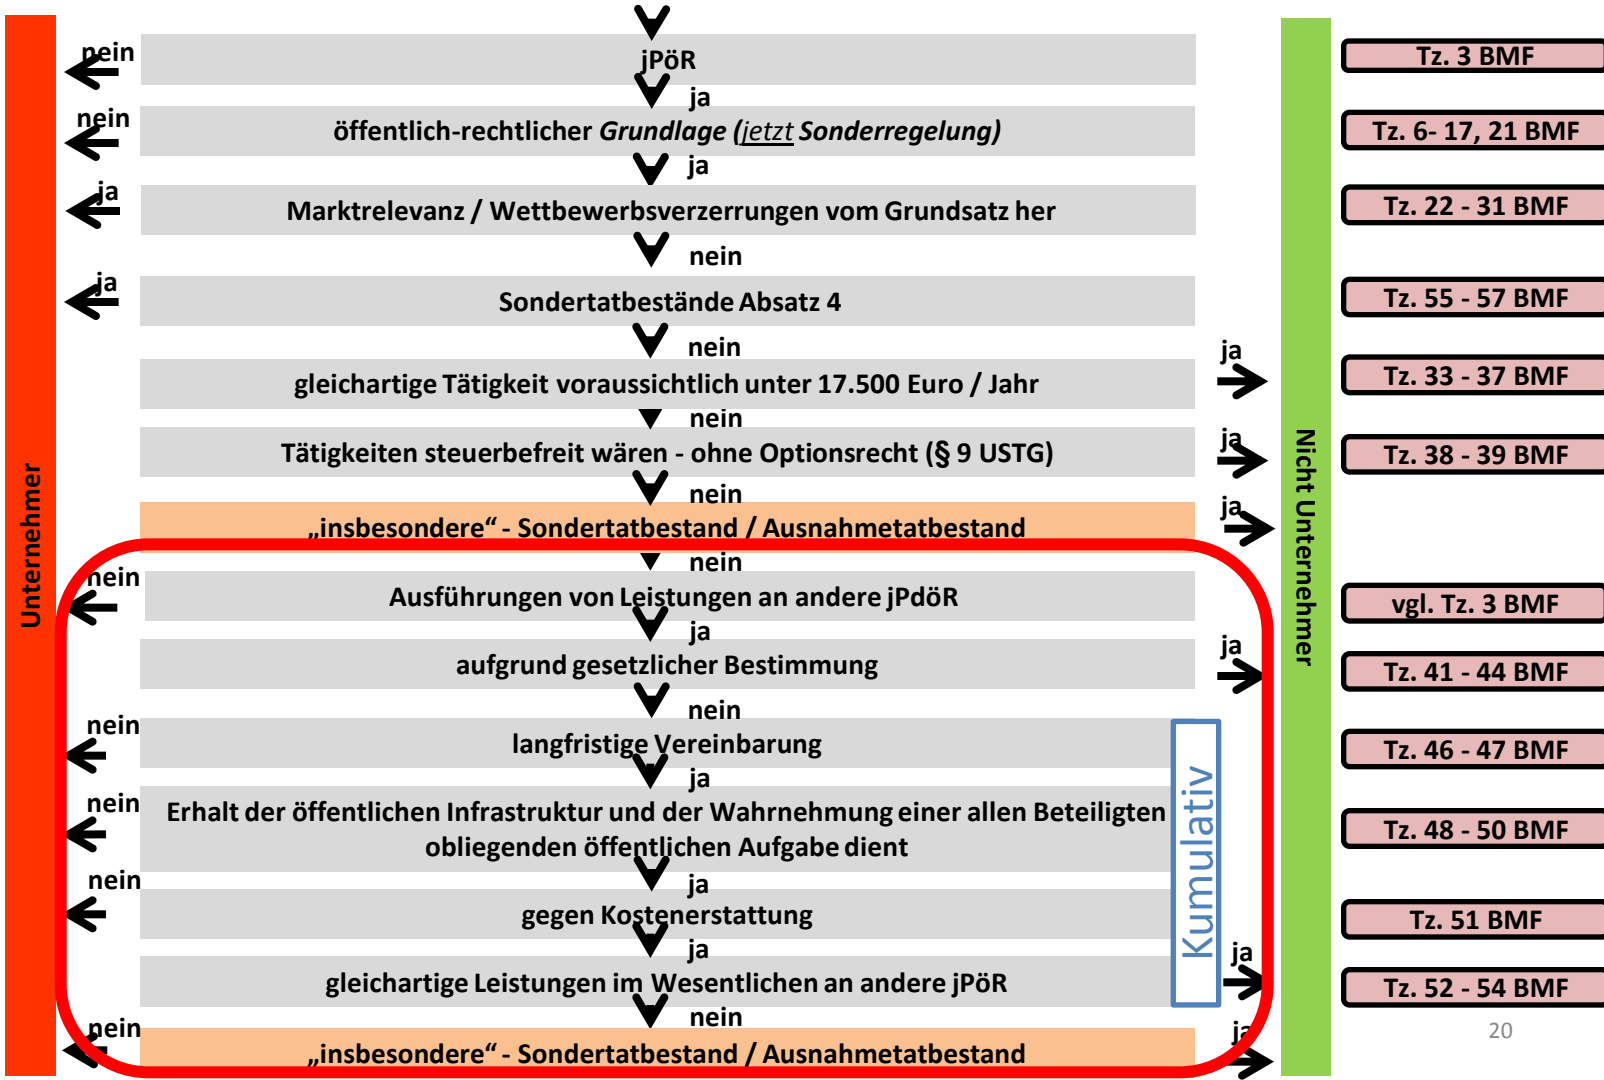 nein
jPöR
Tz. 3 BMF
ja
nein
öffentlich-rechtlicher Grundlage (jetzt Sonderregelung)
Tz. 6- 17, 21 BMF
ja
ja
Marktrelevanz / Wettbewerbsverzerrungen vom Grundsatz her
Tz. 22 - 31 BMF
nein
ja
Sondertatbestände Absatz 4
Tz. 55 - 57 BMF
nein
gleichartige Tätigkeit voraussichtlich unter 17.500 Euro / Jahr
ja
Tz. 33 - 37 BMF
nein
Tätigkeiten steuerbefreit wären - ohne Optionsrecht (§ 9 USTG)
ja
Tz. 38 - 39 BMF
nein
„insbesondere“ - Sondertatbestand / Ausnahmetatbestand
ja
Unternehmer
Nicht Unternehmer
nein
nein
Ausführungen von Leistungen an andere jPdöR
vgl. Tz. 3 BMF
ja
aufgrund gesetzlicher Bestimmung
ja
Tz. 41 - 44 BMF
nein
nein
langfristige Vereinbarung
Tz. 46 - 47 BMF
ja
nein
Erhalt der öffentlichen Infrastruktur und der Wahrnehmung einer allen Beteiligten
obliegenden öffentlichen Aufgabe dient
Tz. 48 - 50 BMF
Kumulativ
ja
nein
gegen Kostenerstattung
Tz. 51 BMF
ja
gleichartige Leistungen im Wesentlichen an andere jPöR
ja
Tz. 52 - 54 BMF
nein
nein
„insbesondere“ - Sondertatbestand / Ausnahmetatbestand
ja
20